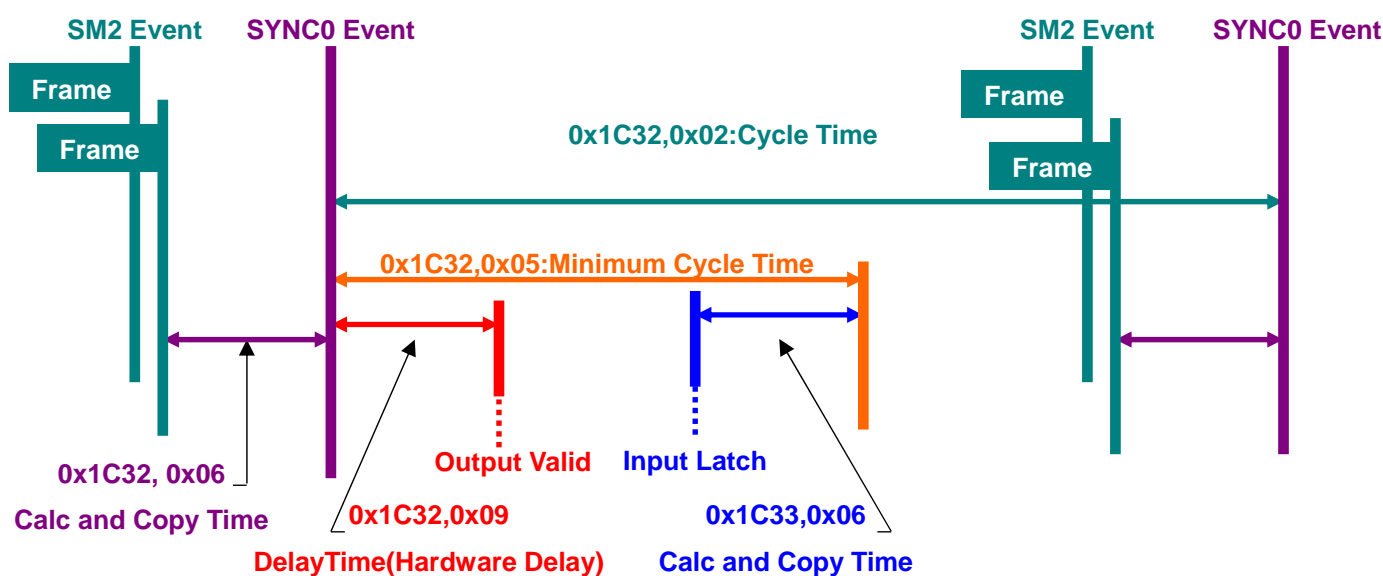 SM2 Event
SYNC0 Event
SM2 Event
SYNC0 Event
Frame
Frame
Frame
Frame
0x1C32,0x02:Cycle Time
0x1C32,0x05:Minimum Cycle Time
Output Valid
Input Latch
0x1C32, 0x06
Calc and Copy Time
0x1C32,0x09
DelayTime(Hardware Delay)
0x1C33,0x06
Calc and Copy Time